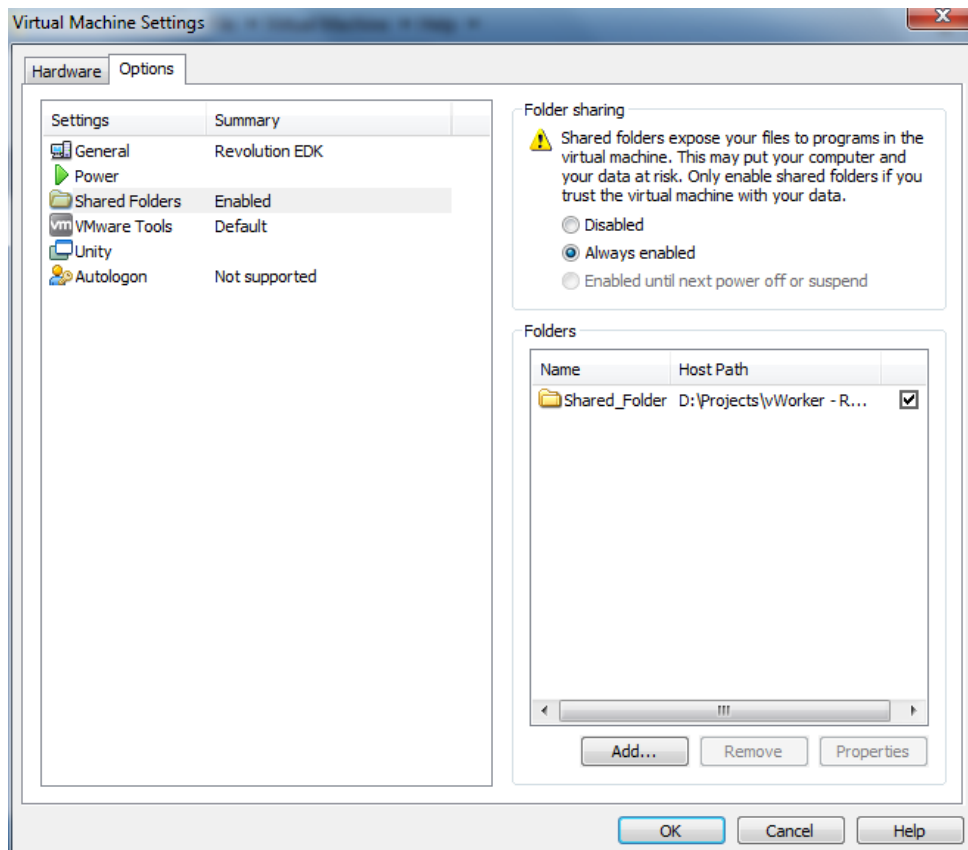 Virtual Machine Settings
Hardware
Options
Settings Summary
General Revolution EDK
Power
Shared Folders Enabled
vm VMware Tools Default
Unity
Autologon Not supported
Folder sharing
Shared folders expose your files to programs in the
virtual machine. This may put your computer and
your data at risk. Only enable shared folders if you
trust the virtual machine with your data.
Disabled
Always enabled
Enabled until next power off or suspend
Folders
Name Host Path
Shared_Folder D:\Projects\vWorker - R...
Add... Remove Properties
OK Cancel Help